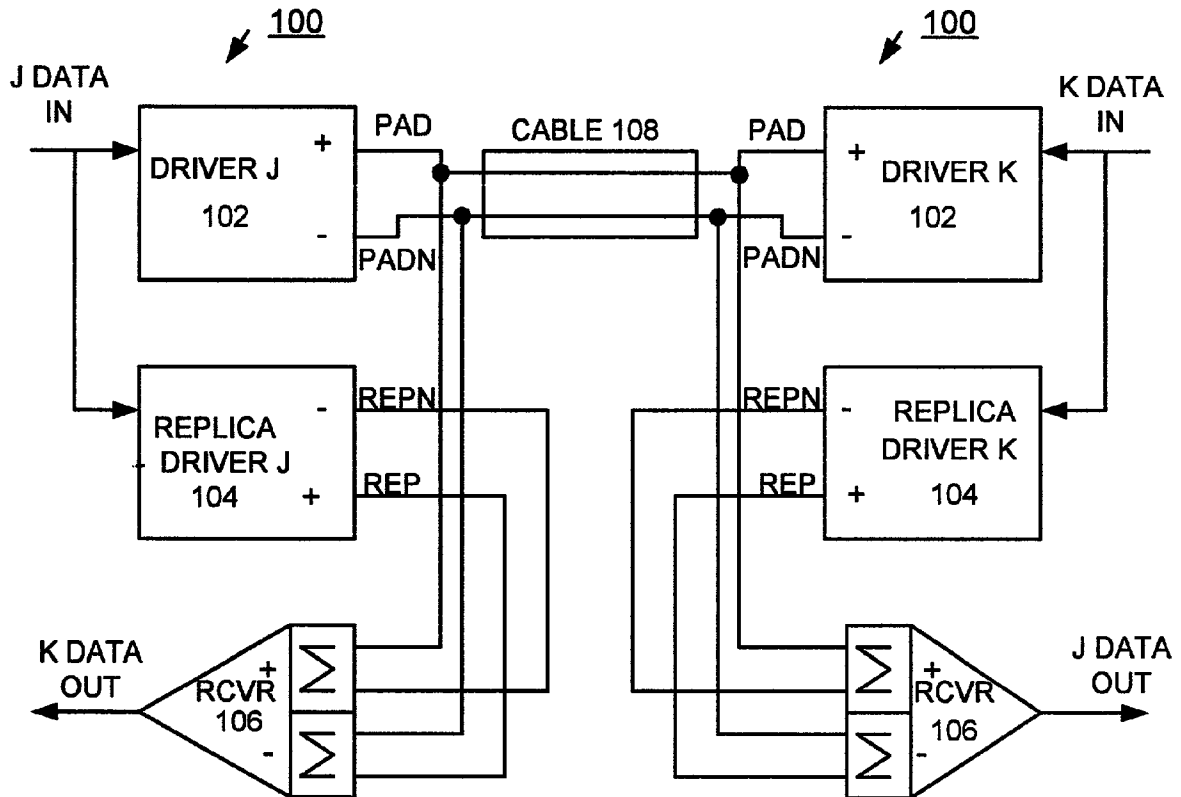 100
100
J DATA
IN
K DATA
IN
PAD
CABLE 108
PAD
+
DRIVER J
102
-
+
DRIVER K
102
-
PADN
PADN
-
REPLICA
DRIVER J
104
+
REPN
REP
REPN
REP
-
REPLICA
DRIVER K
104
+
K DATA
OUT
+
RCVR
106
-
Σ
Σ
Σ
Σ
+
RCVR
106
-
J DATA
OUT